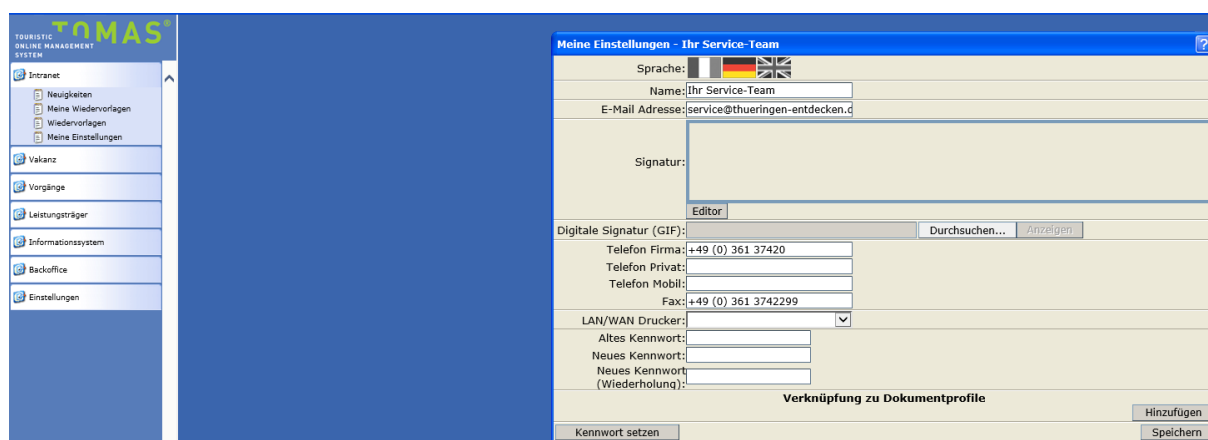 TOURISTIC TOMAS®
ONLINE MANAGEMENT
SYSTEM
Intranet
Neuigkeiten
Meine Wiedervorlagen
Wiedervorlagen
Meine Einstellungen
Vakanz
Vorgänge
Leistungsträger
Informationssystem
Backoffice
Einstellungen
Meine Einstellungen - Ihr Service-Team ?
Sprache:
Name: Ihr Service-Team
E-Mail Adresse: service@thueringen-entdecken.d
Signatur:
Editor
Digitale Signatur (GIF): Durchsuchen... Anzeigen
Telefon Firma: +49 (0) 361 37420
Telefon Privat:
Telefon Mobil:
Fax: +49 (0) 361 3742299
LAN/WAN Drucker:
Altes Kennwort:
Neues Kennwort:
Neues Kennwort
(Wiederholung):
Verknüpfung zu Dokumentprofile
Hinzufügen
Kennwort setzen Speichern